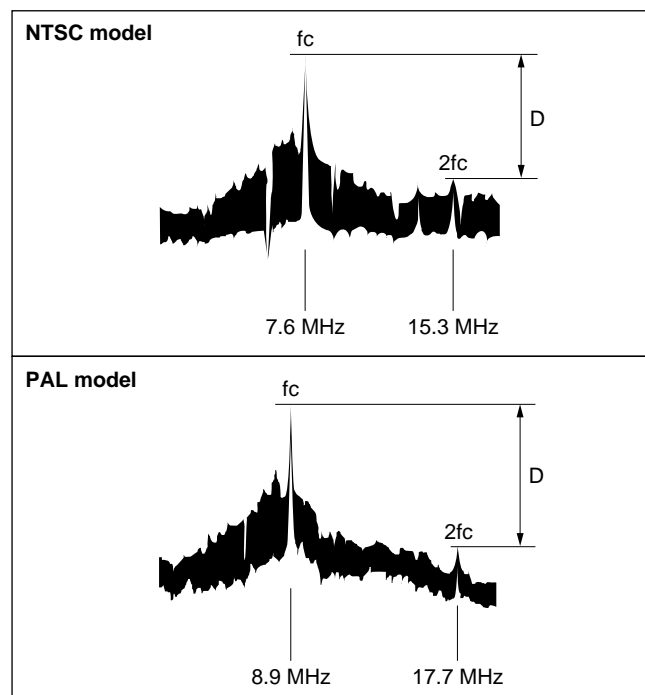 NTSC model
fc
D
2fc
7.6 MHz 15.3 MHz
PAL model
fc
D
2fc
8.9 MHz 17.7 MHz